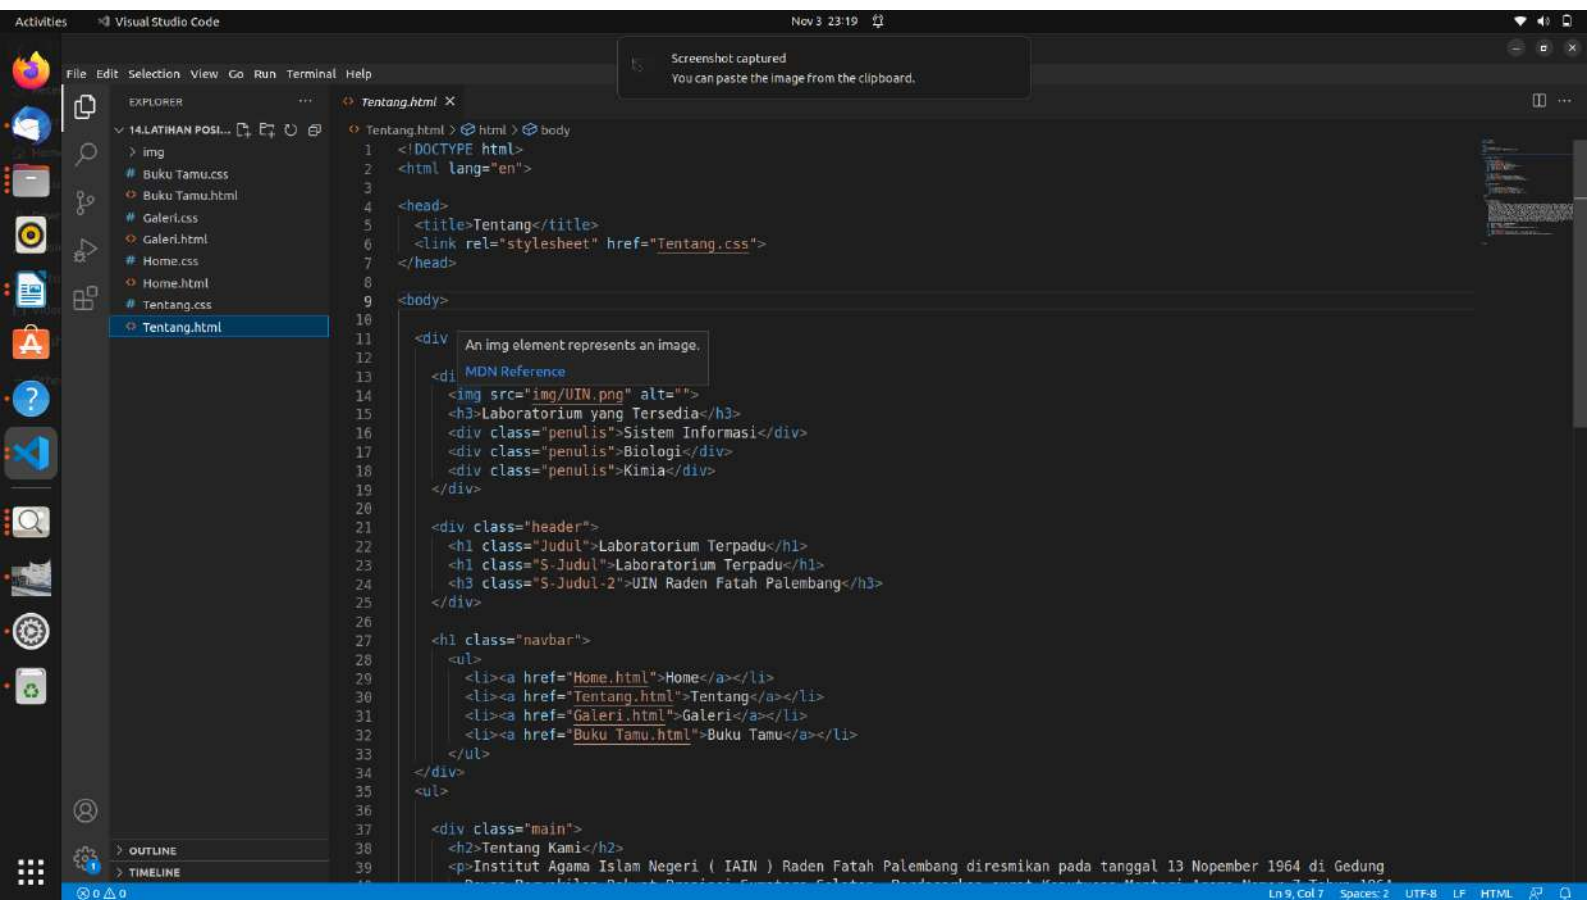 Activities
Visual Studio Code
Nov 3 23:19
Screenshot captured
You can paste the image from the clipboard.
File Edit Selection View Go Run Terminal Help
EXPLORER
14.LATIHAN POSI...
img
# Buku Tamu.css
<> Buku Tamu.html
# Galeri.css
<> Galeri.html
# Home.css
<> Home.html
# Tentang.css
<> Tentang.html
OUTLINE
TIMELINE
<> Tentang.html ×
<> Tentang.html > html > body
1 <!DOCTYPE html>
2 <html lang="en">
3
4 <head>
5 <title>Tentang</title>
6 <link rel="stylesheet" href="Tentang.css">
7 </head>
8
9 <body>
10
11 <div
An img element represents an image.
MDN Reference
12
13 <di
14 <img src="img/UIN.png" alt="">
15 <h3>Laboratorium yang Tersedia</h3>
16 <div class="penulis">Sistem Informasi</div>
17 <div class="penulis">Biologi</div>
18 <div class="penulis">Kimia</div>
19 </div>
20
21 <div class="header">
22 <h1 class="Judul">Laboratorium Terpadu</h1>
23 <h1 class="S-Judul">Laboratorium Terpadu</h1>
24 <h3 class="S-Judul-2">UIN Raden Fatah Palembang</h3>
25 </div>
26
27 <h1 class="navbar">
28 <ul>
29 <li><a href="Home.html">Home</a></li>
30 <li><a href="Tentang.html">Tentang</a></li>
31 <li><a href="Galeri.html">Galeri</a></li>
32 <li><a href="Buku Tamu.html">Buku Tamu</a></li>
33 </ul>
34 </div>
35 <ul>
36
37 <div class="main">
38 <h2>Tentang Kami</h2>
39 <p>Institut Agama Islam Negeri ( IAIN ) Raden Fatah Palembang diresmikan pada tanggal 13 Nopember 1964 di Gedung
0 0
Ln 9, Col 7 Spaces: 2 UTF-8 LF HTML